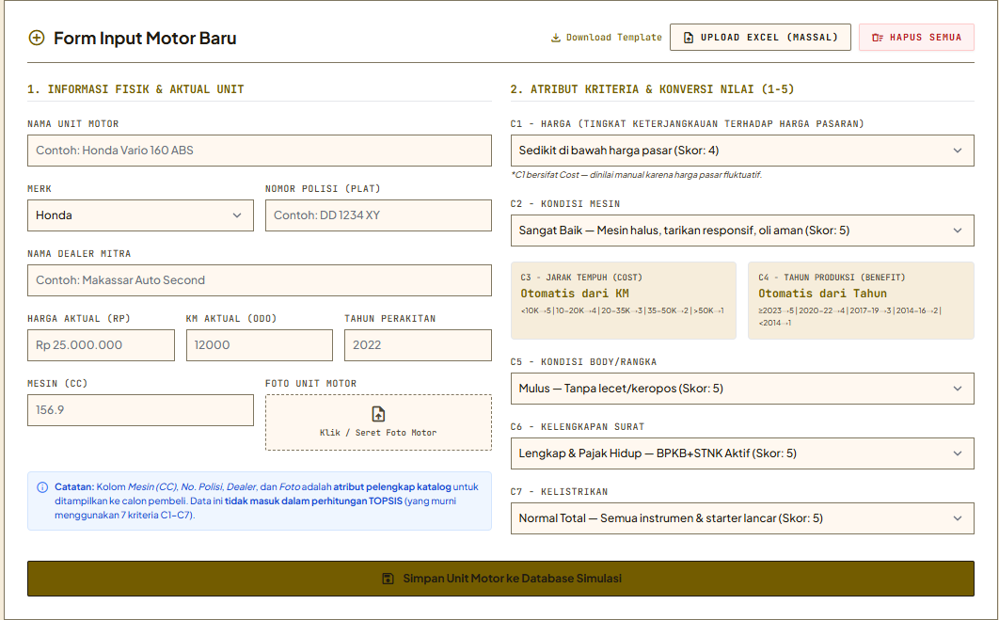 Form Input Motor Baru
Download Template
UPLOAD EXCEL (MASSAL)
HAPUS SEMUA
1. INFORMASI FISIK & AKTUAL UNIT
NAMA UNIT MOTOR
Contoh: Honda Vario 160 ABS
MERK
NOMOR POLISI (PLAT)
Honda
Contoh: DD 1234 XY
NAMA DEALER MITRA
Contoh: Makassar Auto Second
HARGA AKTUAL (RP)
KM AKTUAL (ODO)
TAHUN PERAKITAN
Rp 25.000.000
12000
2022
MESIN (CC)
FOTO UNIT MOTOR
156.9
Klik / Seret Foto Motor
Catatan: Kolom Mesin (CC), No. Polisi, Dealer, dan Foto adalah atribut pelengkap katalog untuk
ditampilkan ke calon pembeli. Data ini tidak masuk dalam perhitungan TOPSIS (yang murni
menggunakan 7 kriteria C1–C7).
2. ATRIBUT KRITERIA & KONVERSI NILAI (1-5)
C1 - HARGA (TINGKAT KETERJANGKAUAN TERHADAP HARGA PASARAN)
Sedikit di bawah harga pasar (Skor: 4)
*C1 bersifat Cost — dinilai manual karena harga pasar fluktuatif.
C2 - KONDISI MESIN
Sangat Baik — Mesin halus, tarikan responsif, oli aman (Skor: 5)
C3 - JARAK TEMPUH (COST)
Otomatis dari KM
<10K→5 | 10–20K→4 | 20–35K→3 | 35–50K→2 | >50K→1
C4 - TAHUN PRODUKSI (BENEFIT)
Otomatis dari Tahun
≥2023→5 | 2020–22→4 | 2017–19→3 | 2014–16→2 |
<2014→1
C5 - KONDISI BODY/RANGKA
Mulus — Tanpa lecet/keropos (Skor: 5)
C6 - KELENGKAPAN SURAT
Lengkap & Pajak Hidup — BPKB+STNK Aktif (Skor: 5)
C7 - KELISTRIKAN
Normal Total — Semua instrumen & starter lancar (Skor: 5)
Simpan Unit Motor ke Database Simulasi